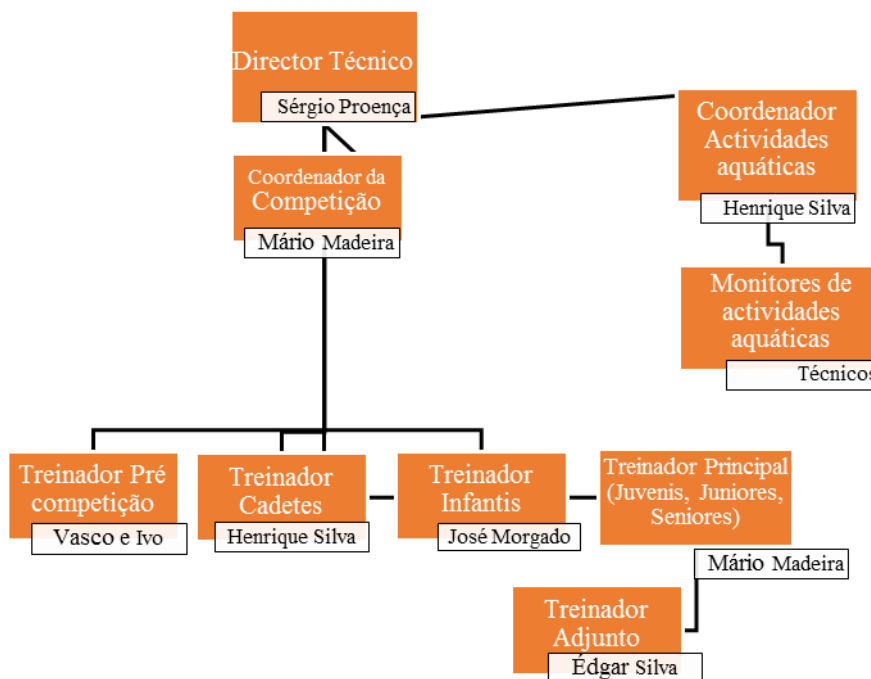 Director Técnico
Sérgio Proença
Coordenador
Actividades
aquáticas
Henrique Silva
Coordenador da
Competição
Mário Madeira
Monitores de
actividades
aquáticas
Técnicos
Treinador Pré
competição
Vasco e Ivo
Treinador
Cadetes
Henrique Silva
Treinador
Infantis
José Morgado
Treinador Principal
(Juvenis, Juniores,
Seniores)
Mário Madeira
Treinador
Adjunto
Édgar Silva